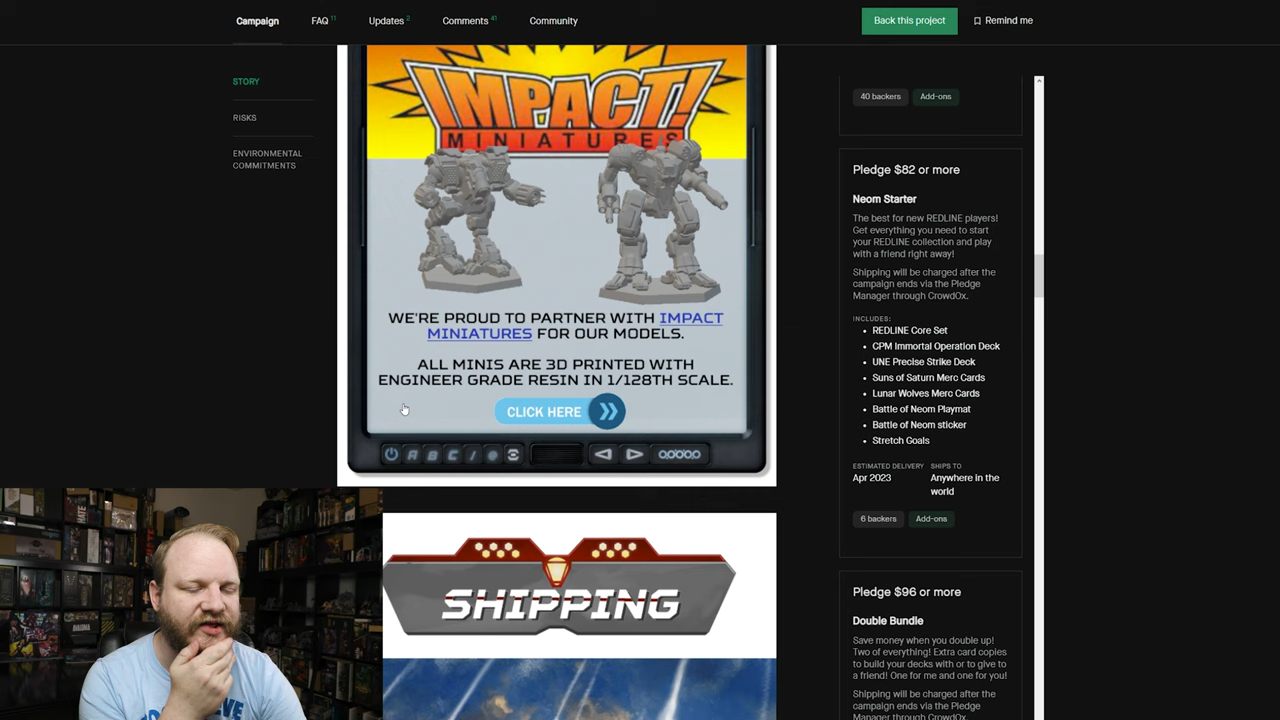 Campaign
FAQ 11
Updates 2
Comments 41
Community
Back this project
Remind me
STORY
RISKS
ENVIRONMENTAL
COMMITMENTS
IMPACT!
MINIATURES
WE'RE PROUD TO PARTNER WITH IMPACT
MINIATURES FOR OUR MODELS.
ALL MINIS ARE 3D PRINTED WITH
ENGINEER GRADE RESIN IN 1/128TH SCALE.
CLICK HERE
A B C / @
SHIPPING
40 backers
Add-ons
Pledge $82 or more
Neom Starter
The best for new REDLINE players!
Get everything you need to start
your REDLINE collection and play
with a friend right away!
Shipping will be charged after the
campaign ends via the Pledge
Manager through CrowdOx.
INCLUDES:
• REDLINE Core Set
• CPM Immortal Operation Deck
• UNE Precise Strike Deck
• Suns of Saturn Merc Cards
• Lunar Wolves Merc Cards
• Battle of Neom Playmat
• Battle of Neom sticker
• Stretch Goals
ESTIMATED DELIVERY
Apr 2023
SHIPS TO
Anywhere in the
world
6 backers
Add-ons
Pledge $96 or more
Double Bundle
Save money when you double up!
Two of everything! Extra card copies
to build your decks with or to give to
a friend! One for me and one for you!
Shipping will be charged after the
campaign ends via the Pledge
Manager through CrowdOx.